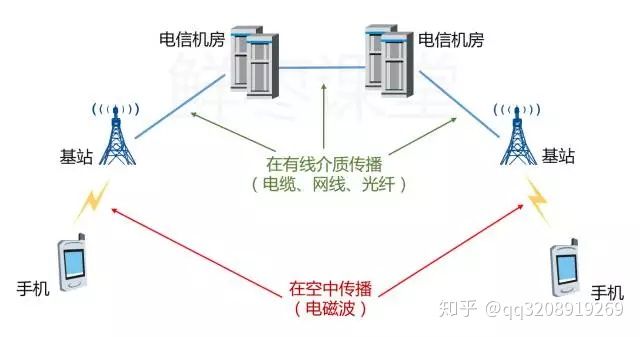 电信机房
电信机房
鲜枣课堂
基站
基站
在有线介质传播
（电缆、网线、光纤）
手机
在空中传播
（电磁波）
手机
知乎 @qq3208919269